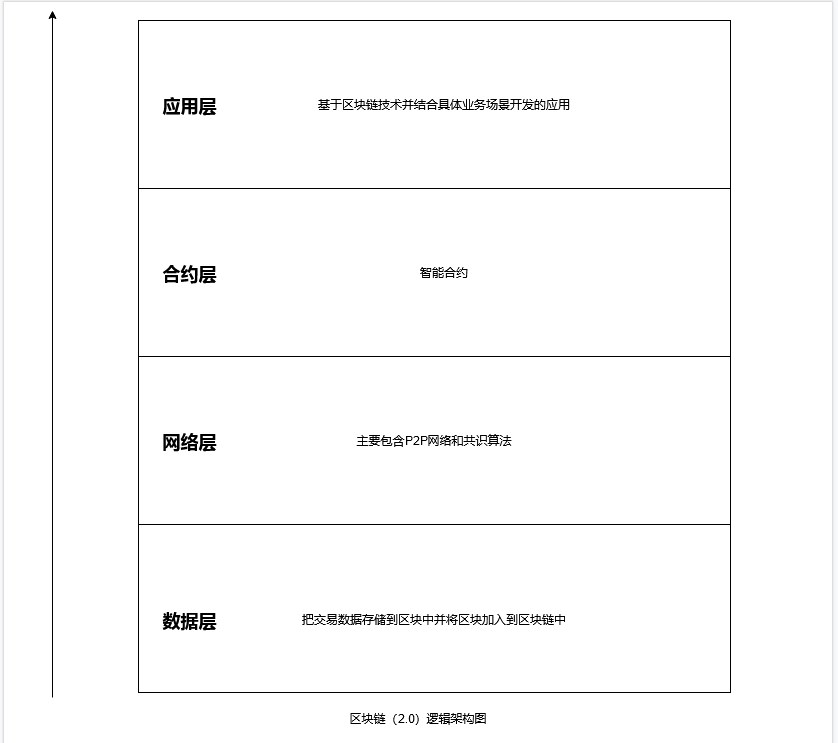 应用层
基于区块链技术并结合具体业务场景开发的应用
合约层
智能合约
网络层
主要包含P2P网络和共识算法
数据层
把交易数据存储到区块中并将区块加入到区块链中
区块链（2.0）逻辑架构图